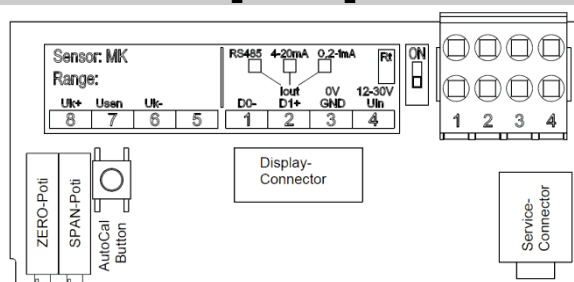 Sensor: MK
Range:
RS485 4-20mA 0,2-1mA Rt
Iout 0V 12-30V
Uk+ Usen Uk- D0- D1+ GND Uin
8 7 6 5 1 2 3 4
ON
1 2 3 4
Display-
Connector
ZERO-Poti
SPAN-Poti
AutoCal
Button
Service-
Connector